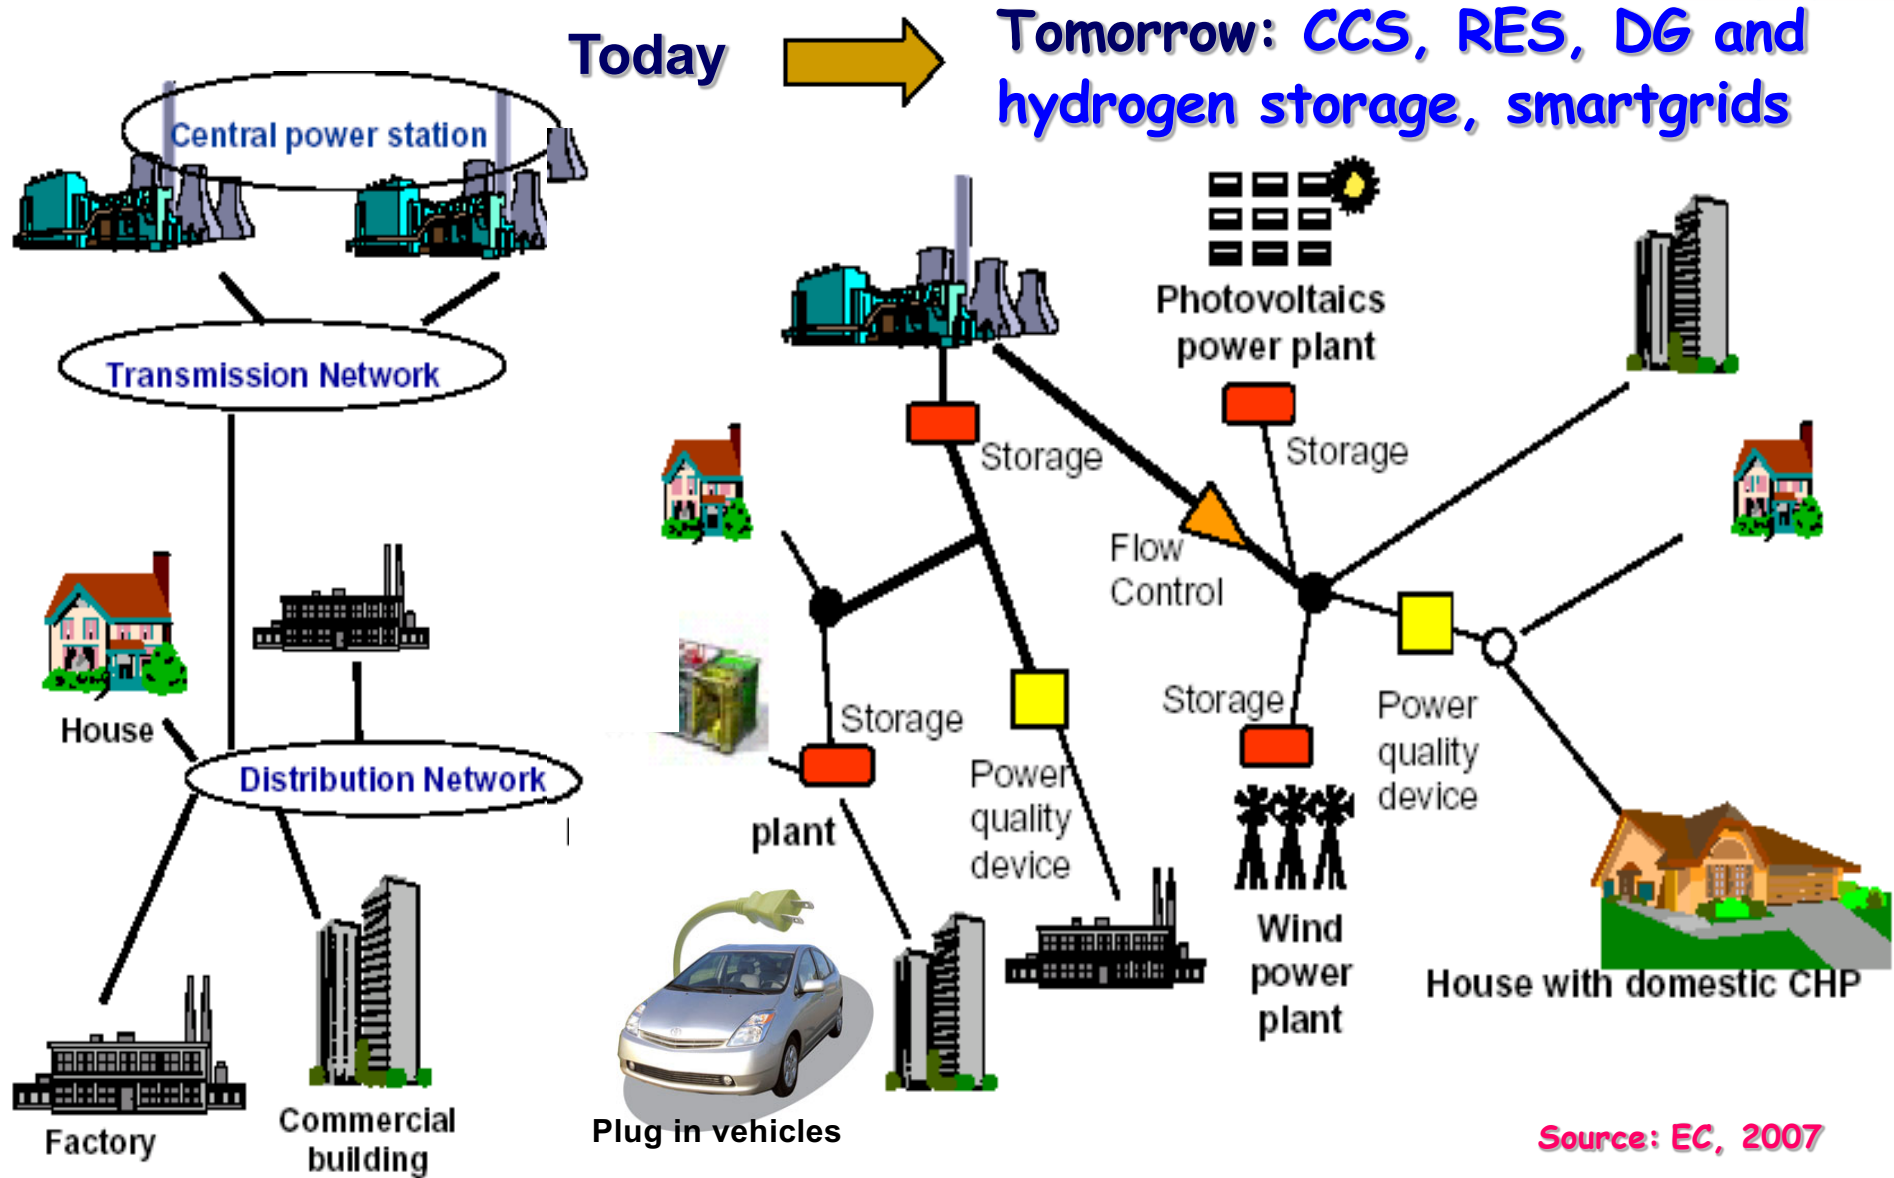 Today
Tomorrow: CCS, RES, DG and
hydrogen storage, smartgrids
Central power station
Transmission Network
House
Distribution Network
Factory
Commercial
building
Photovoltaics
power plant
Storage
Storage
Flow
Control
Storage
Storage
Power
quality
device
Power
quality
device
plant
Wind
power
plant
House with domestic CHP
Plug in vehicles
Source: EC, 2007